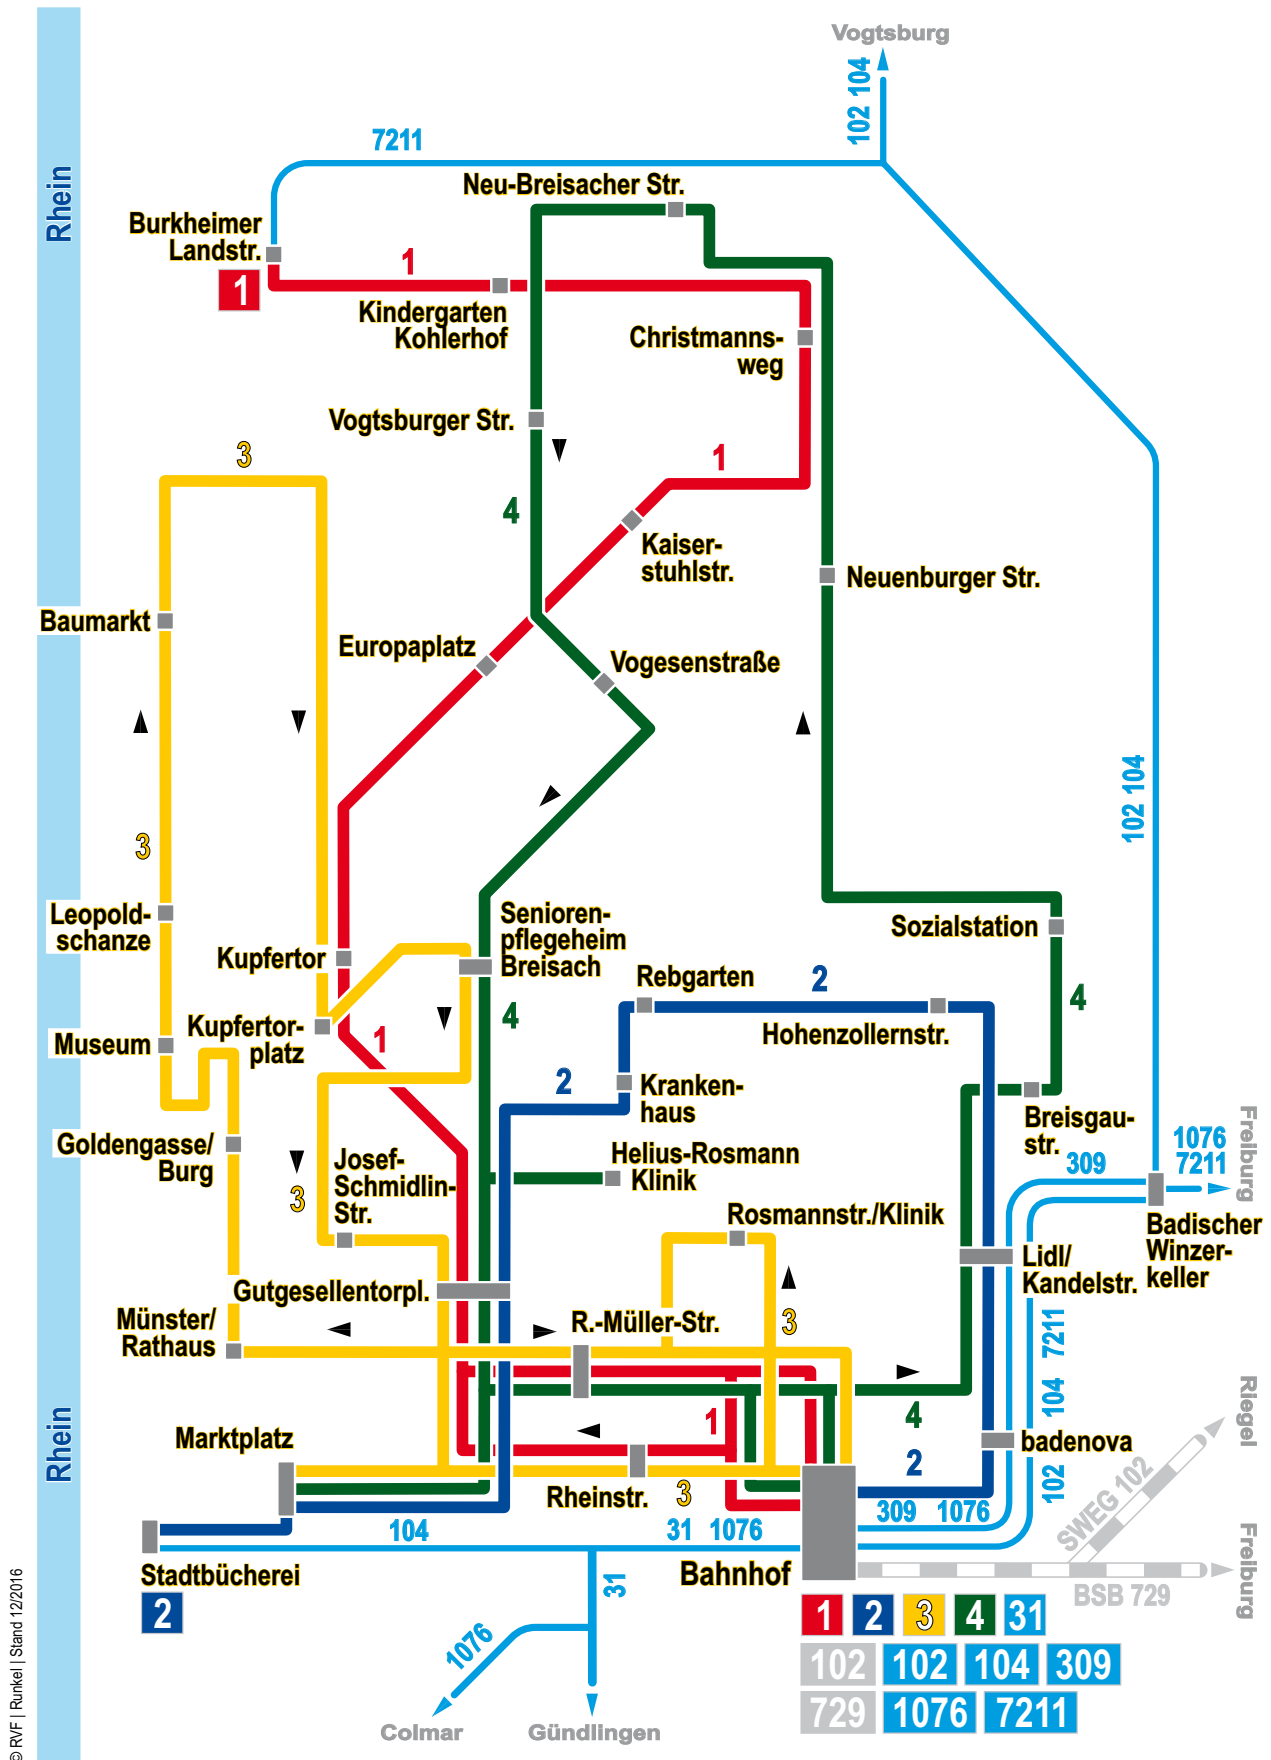 Vogtsburg
102 104
7211
Rhein
Neu-Breisacher Str.
Burkheimer
Landstr.
1
1
Kindergarten
Kohlerhof
Christmanns-
weg
Vogtsburger Str.
3
1
4
Kaiser-
stuhlstr.
Neuenburger Str.
Baumarkt
Europaplatz
Vogesenstraße
102 104
3
Leopold-
schanze
Senioren-
pflegeheim
Breisach
Sozialstation
Kupfertor
Rebgarten
2
4
Kupfertor-
platz
4
Museum
1
Hohenzollernstr.
2
Kranken-
haus
Breisgau-
str.
1076
7211
Freiburg
Goldengasse/
Burg
Josef-
Schmidlin-
Str.
3
Helius-Rosmann
Klinik
309
Rosmannstr./Klinik
Badischer
Winzer-
keller
Lidl/
Kandelstr.
Gutgesellentorpl.
Münster/
Rathaus
R.-Müller-Str.
3
7211
104
102
Rhein
Marktplatz
1
4
badenova
2
Riegel
Rheinstr.
3
SWEG 102
104
31 1076
309 1076
Stadtbücherei
2
31
Bahnhof
BSB 729
Freiburg
1 2 3 4 31
102 102 104 309
729 1076 7211
1076
Colmar
Gündlingen
© RVF | Runkel | Stand 12/2016